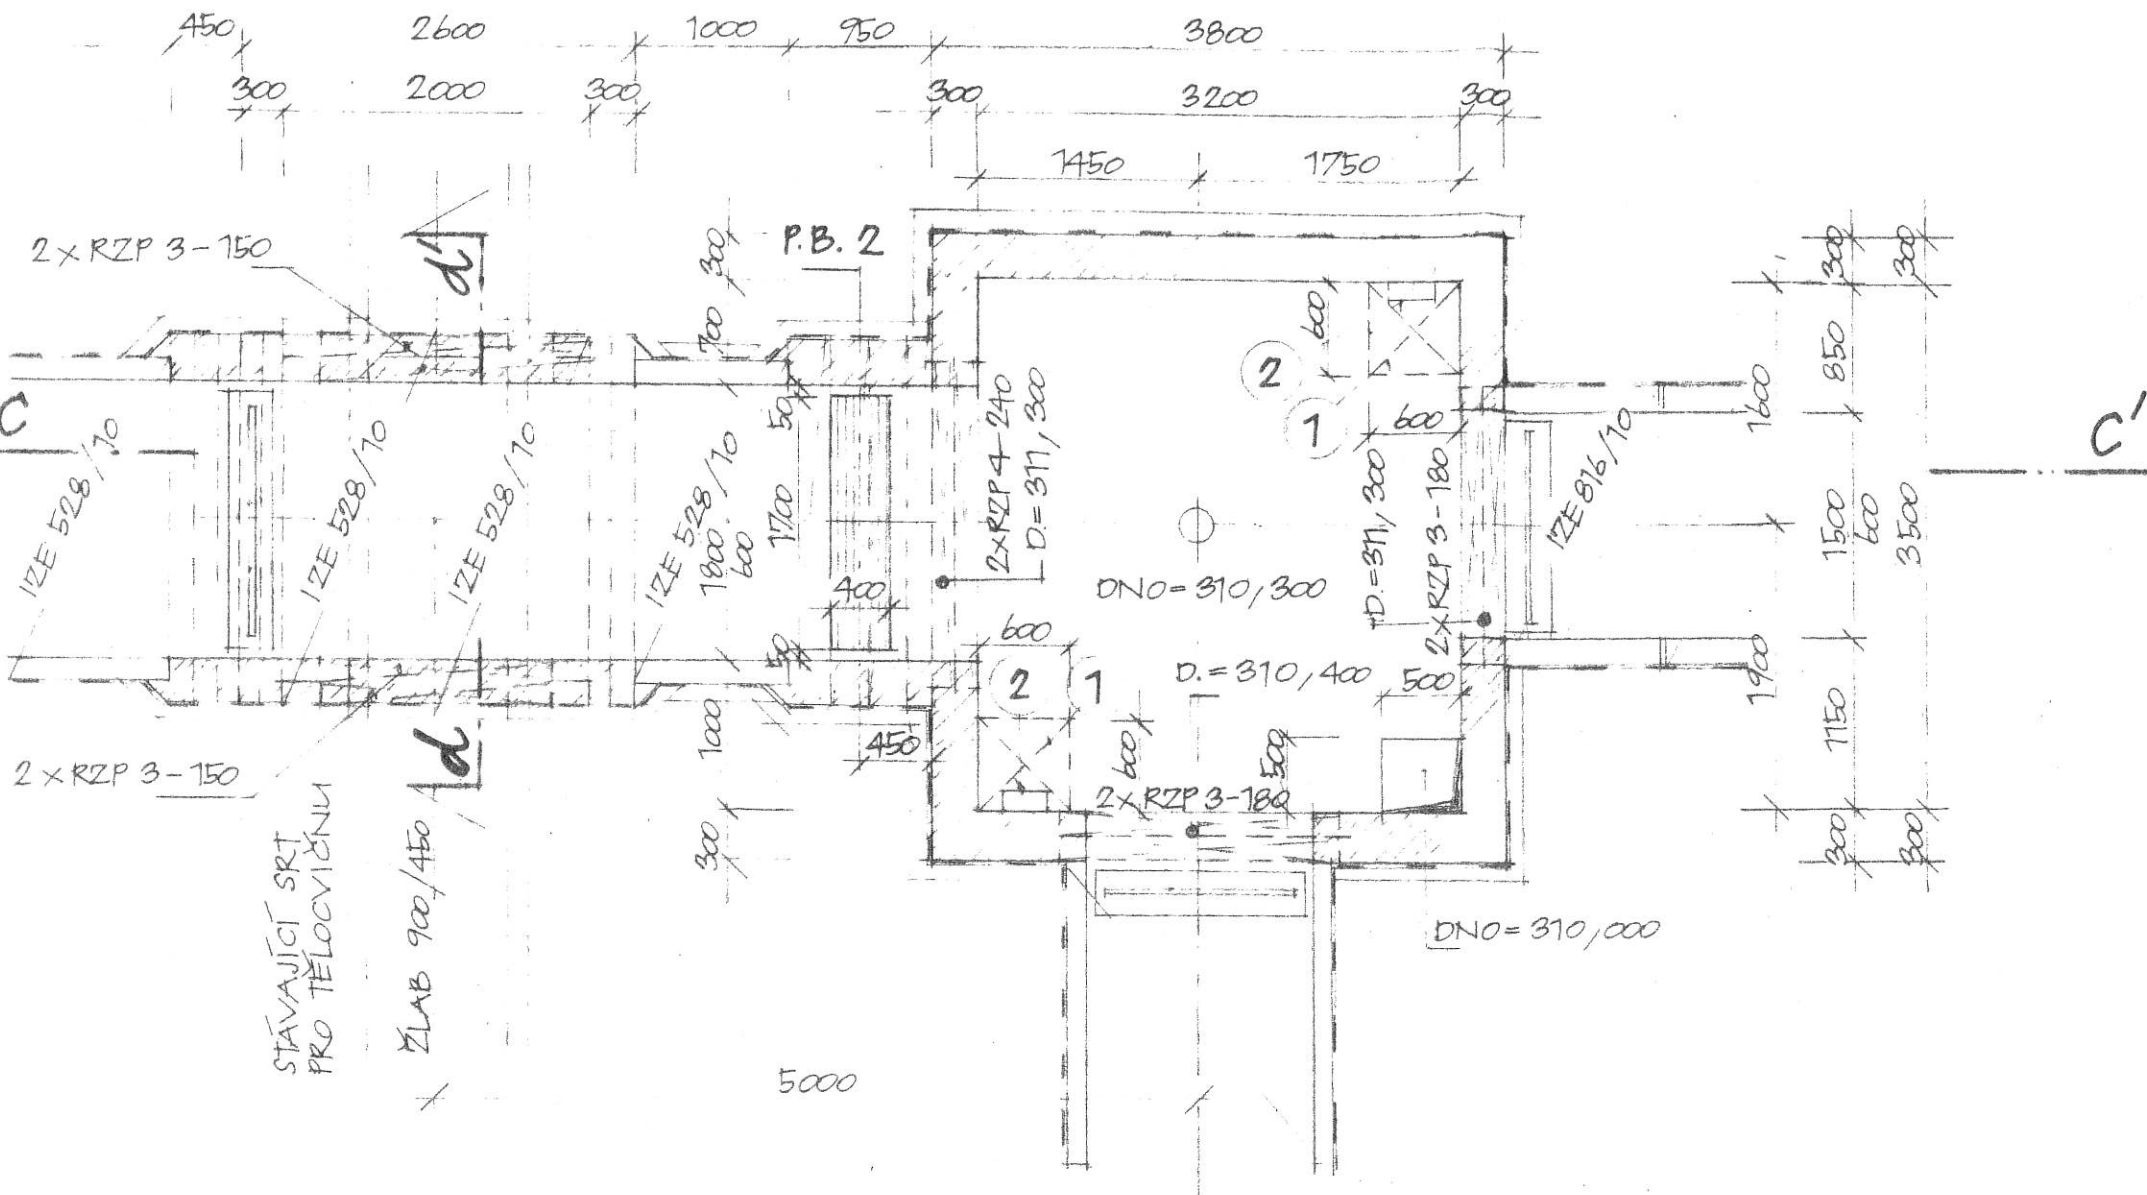 450 2600 1000 950 3800
300 2000 300 300 3200 300
1450 1750
2 x RZP 3-150
d'
P.B. 2
300
700
600
2
1
600
300 300
850
1600
C
C'
IZE 528/10
IZE 528/10
IZE 528/10
IZE 528/10
1800
600
50
1700
400
50
2xRZP 4-240
D.=311,300
DNO=310,300
D.=311,300
2xRZP 3-180
IZE 816/10
1500
600
3500
600
2
1
D.=310,400
500
500
600
2x RZP 3-180
1900
1150
300
300
450
1000
300
2 x RZP 3-150
d
STÁVAJÍCÍ SRT
PRO TĚLOCVIČNU
ŽLAB 900/450
DNO=310,000
5000